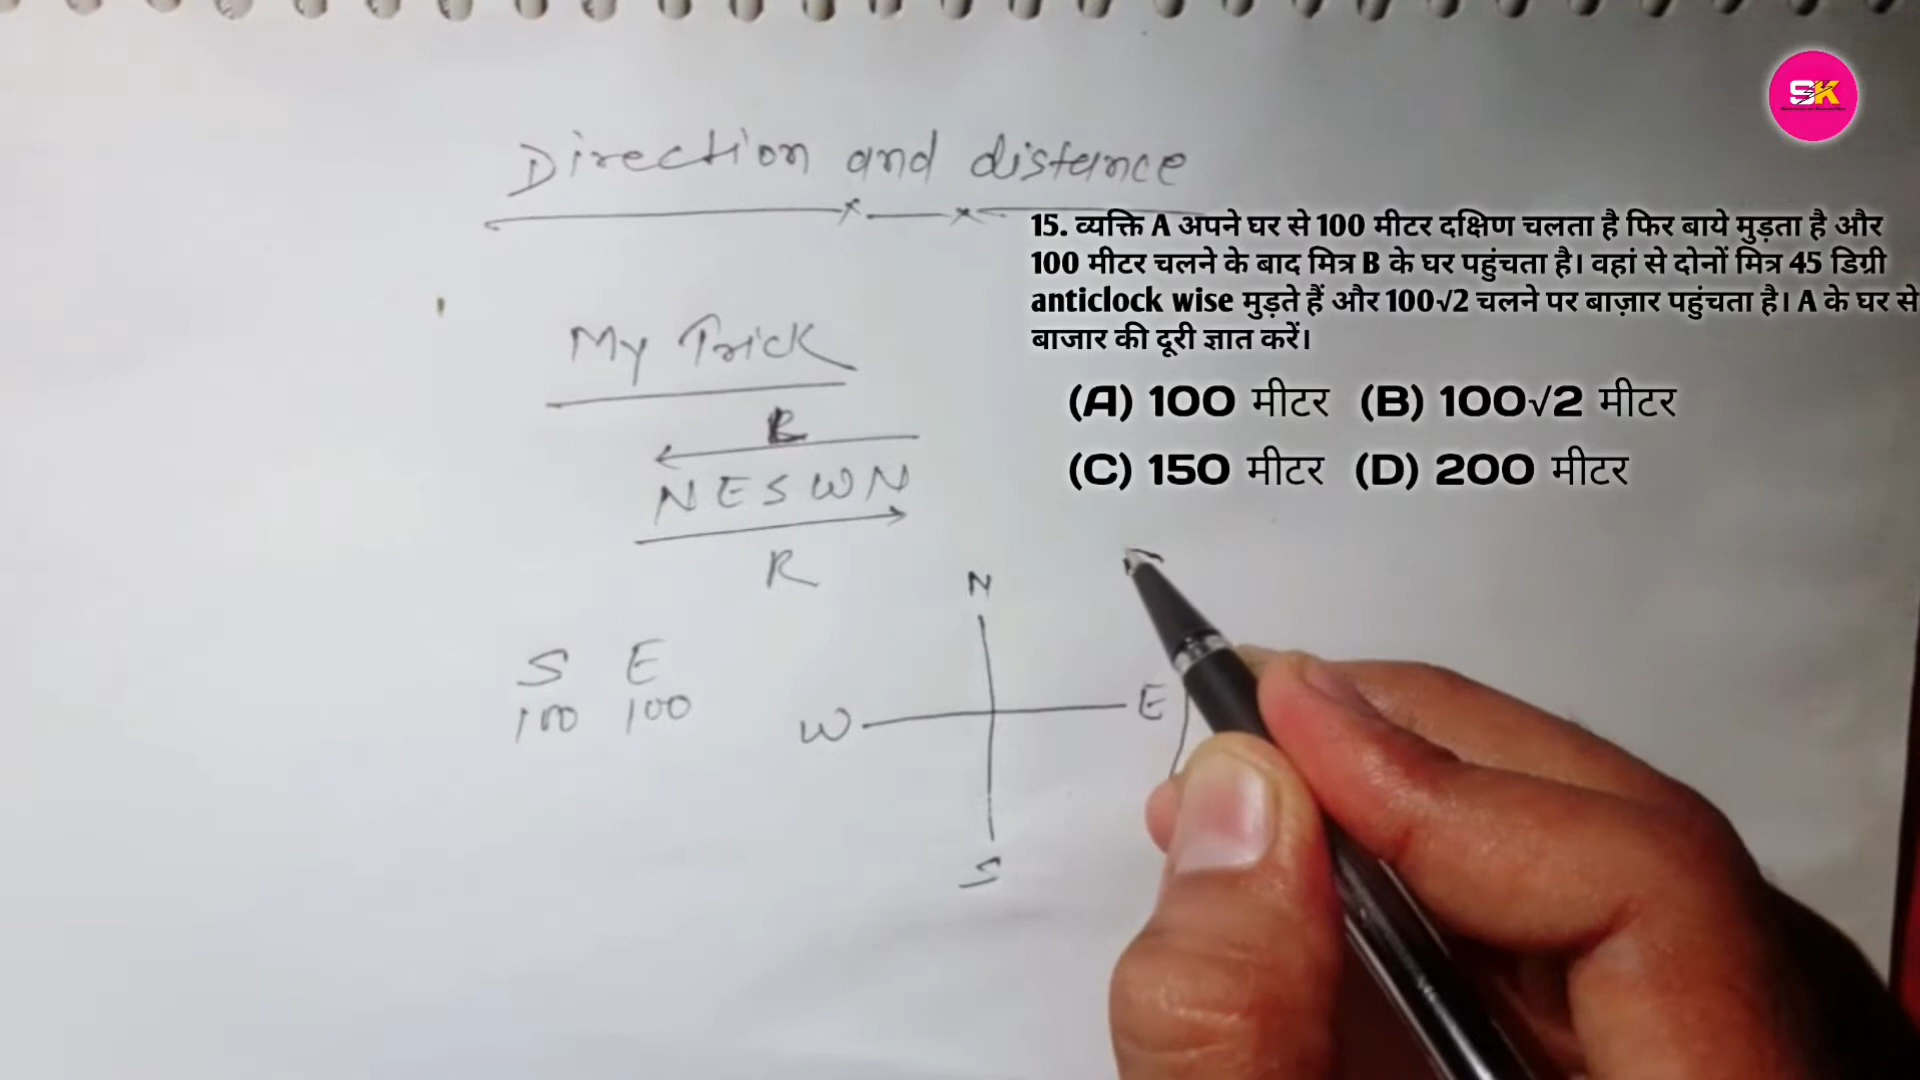 SK
Direction and distance
15. व्यक्ति A अपने घर से 100 मीटर दक्षिण चलता है फिर बाये मुड़ता है और
100 मीटर चलने के बाद मित्र B के घर पहुंचता है। वहां से दोनों मित्र 45 डिग्री
anticlock wise मुड़ते हैं और 100√2 चलने पर बाज़ार पहुंचता है। A के घर से
बाजार की दूरी ज्ञात करें।
(A) 100 मीटर (B) 100√2 मीटर
(C) 150 मीटर (D) 200 मीटर
My Trick
N E S W N
R
N
S E
100 100
W E
S